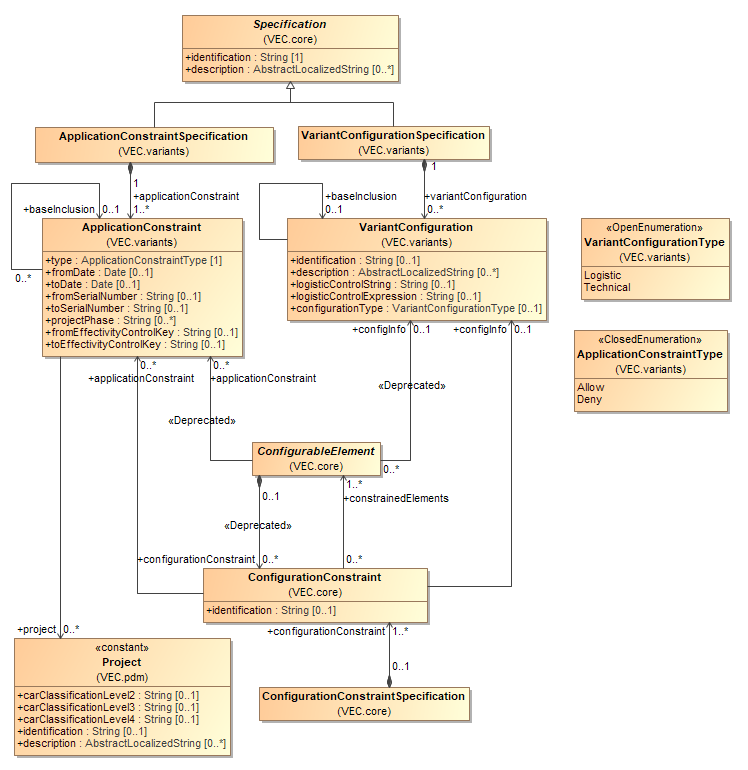 Specification
(VEC.core)
+identification : String [1]
+description : AbstractLocalizedString [0..*]
ApplicationConstraintSpecification
(VEC.variants)
VariantConfigurationSpecification
(VEC.variants)
1
+applicationConstraint
1..*
1
+variantConfiguration
0..*
+baseInclusion
0..1
0..*
+baseInclusion
0..1
ApplicationConstraint
(VEC.variants)
+type : ApplicationConstraintType [1]
+fromDate : Date [0..1]
+toDate : Date [0..1]
+fromSerialNumber : String [0..1]
+toSerialNumber : String [0..1]
+projectPhase : String [0..*]
+fromEffectivityControlKey : String [0..1]
+toEffectivityControlKey : String [0..1]
VariantConfiguration
(VEC.variants)
+identification : String [0..1]
+description : AbstractLocalizedString [0..*]
+logisticControlString : String [0..1]
+logisticControlExpression : String [0..1]
+configurationType : VariantConfigurationType [0..1]
«OpenEnumeration»
VariantConfigurationType
(VEC.variants)
Logistic
Technical
«ClosedEnumeration»
ApplicationConstraintType
(VEC.variants)
Allow
Deny
+configInfo
0..1
+configInfo
0..1
0..*
+applicationConstraint
0..*
+applicationConstraint
«Deprecated»
«Deprecated»
ConfigurableElement
(VEC.core)
0..*
0..1
1..*
+constrainedElements
«Deprecated»
+configurationConstraint
0..*
0..*
ConfigurationConstraint
(VEC.core)
+identification : String [0..1]
+configurationConstraint
1..*
0..1
ConfigurationConstraintSpecification
(VEC.core)
+project
0..*
«constant»
Project
(VEC.pdm)
+carClassificationLevel2 : String [0..1]
+carClassificationLevel3 : String [0..1]
+carClassificationLevel4 : String [0..1]
+identification : String [0..1]
+description : AbstractLocalizedString [0..*]